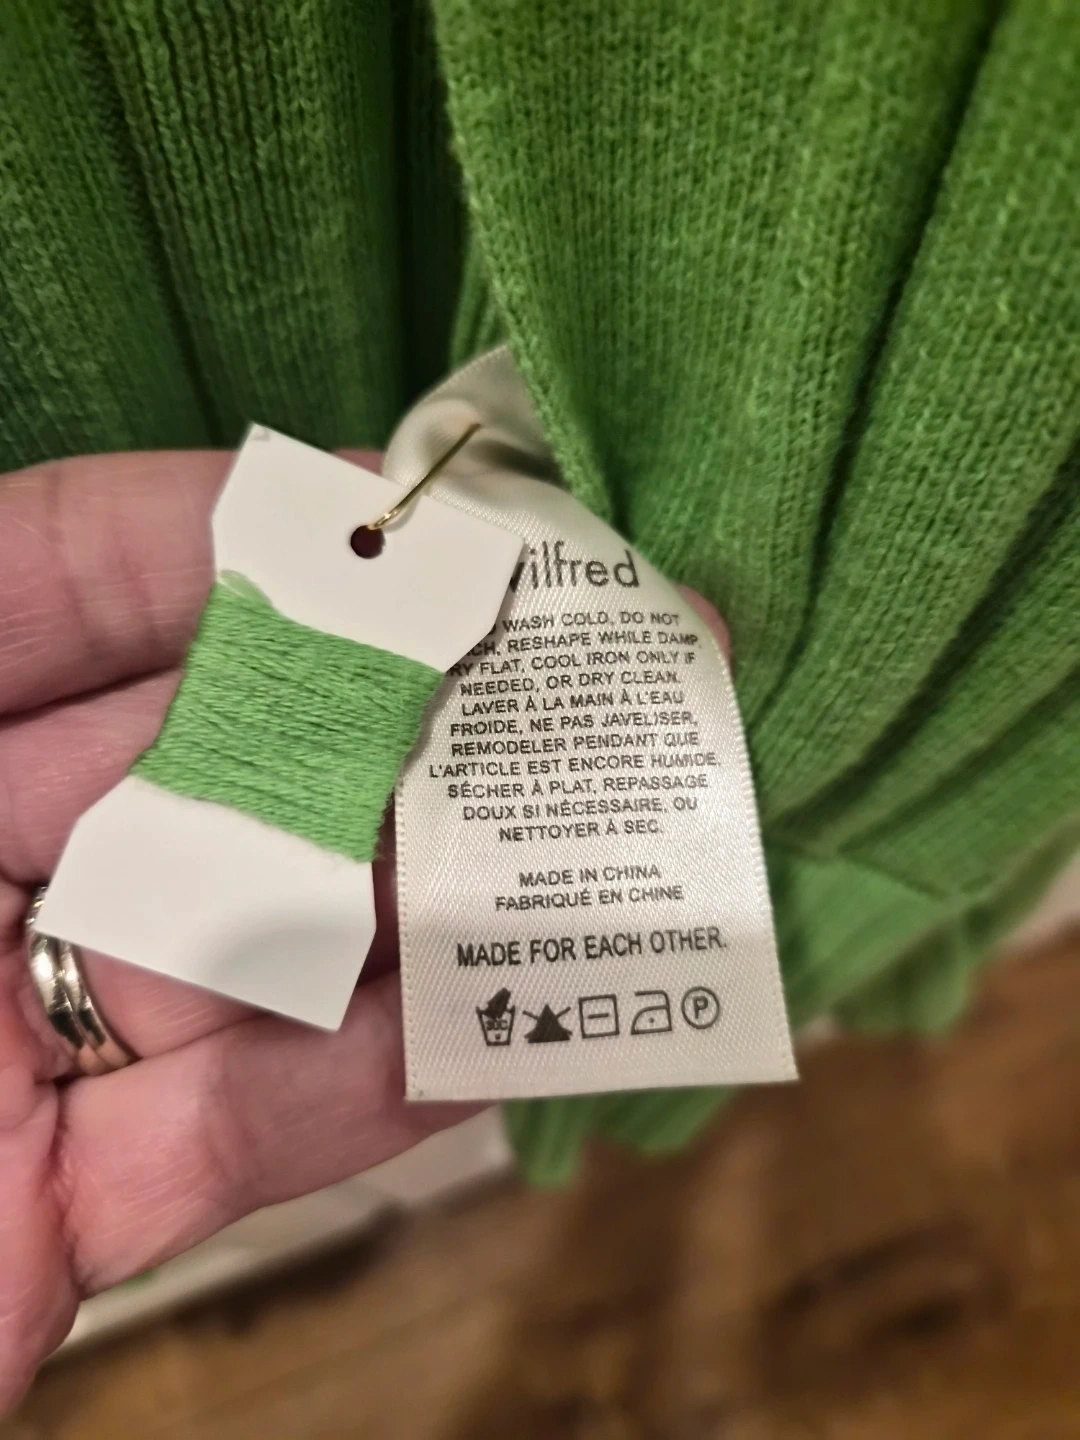 ilfred
WASH COLD, DO NOT
CH, RESHAPE WHILE DAMP,
RY FLAT, COOL IRON ONLY IF
NEEDED, OR DRY CLEAN.
LAVER À LA MAIN À L'EAU
FROIDE, NE PAS JAVELISER,
REMODELER PENDANT QUE
L'ARTICLE EST ENCORE HUMIDE,
SÉCHER À PLAT, REPASSAGE
DOUX SI NÉCESSAIRE, OU
NETTOYER À SEC.
MADE IN CHINA
FABRIQUÉ EN CHINE
MADE FOR EACH OTHER.
30C P